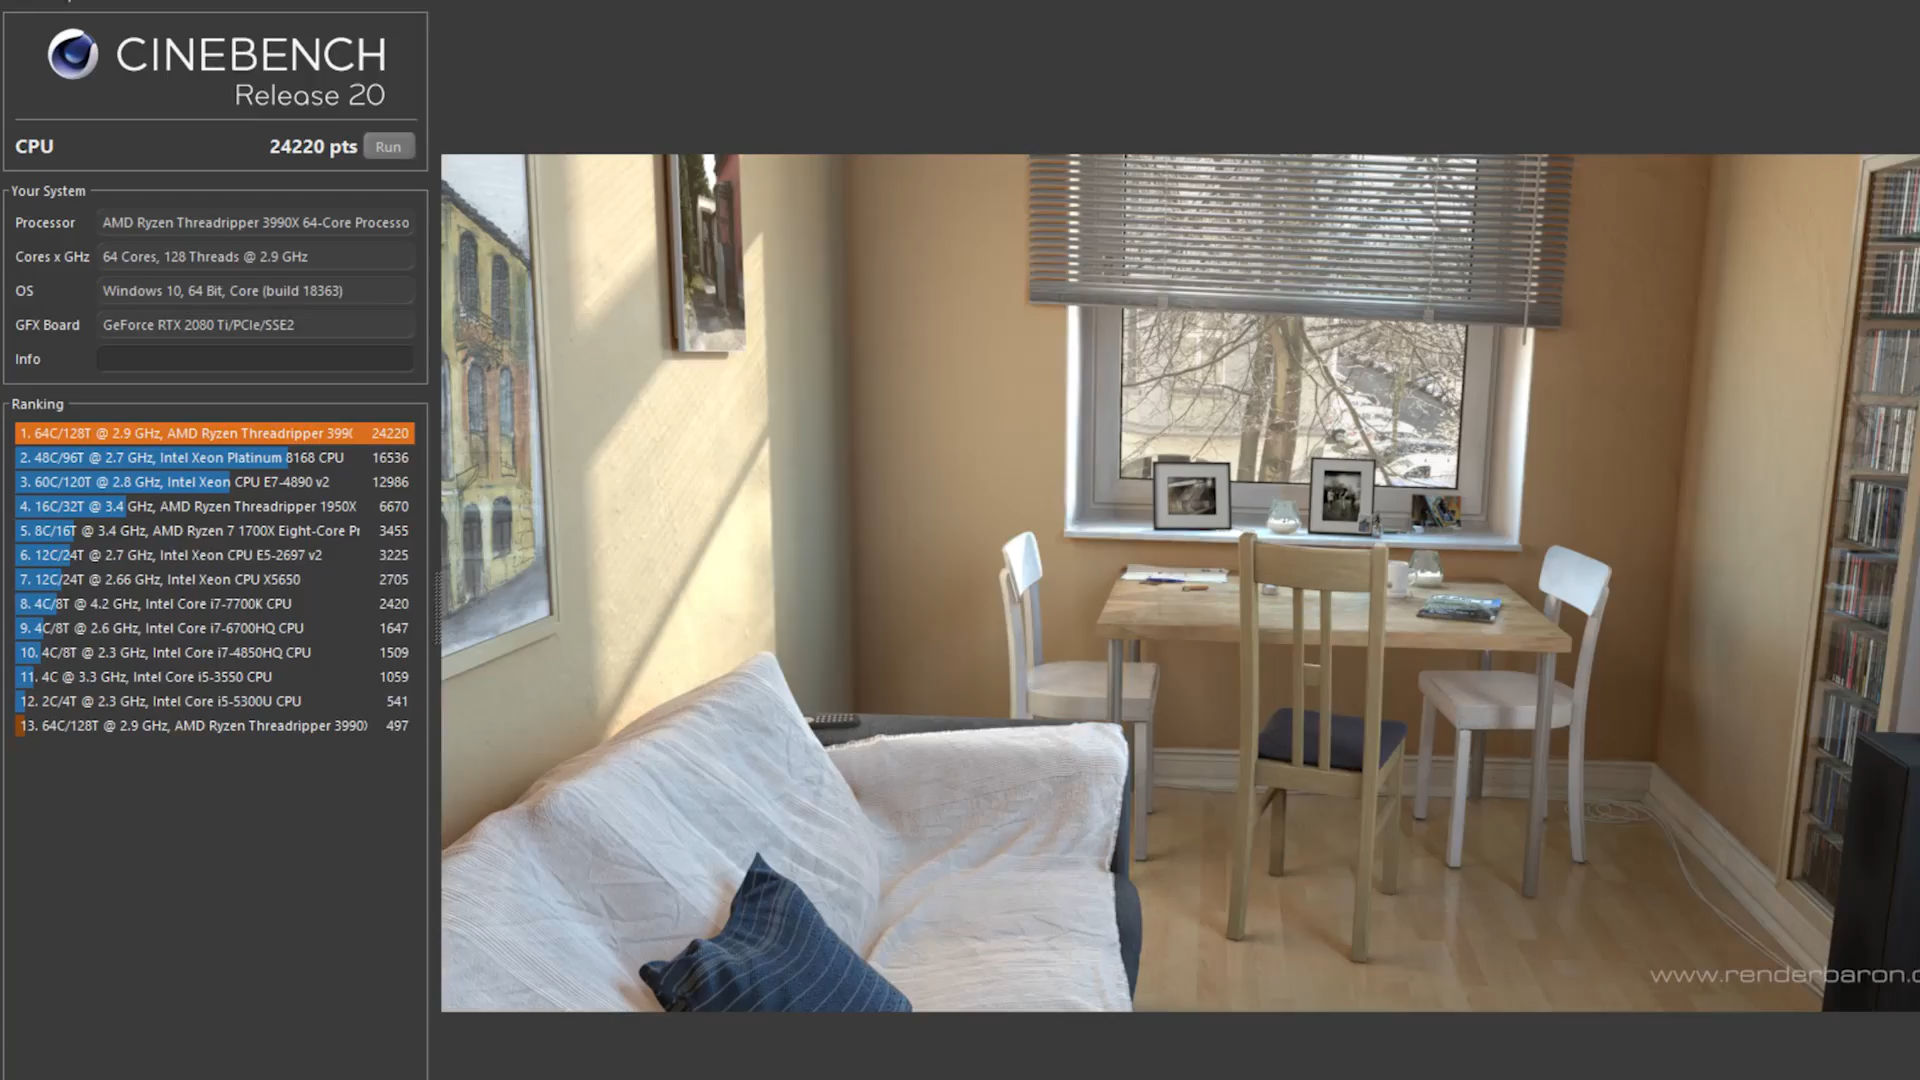 CINEBENCH
Release 20
CPU 24220 pts Run
Your System
Processor AMD Ryzen Threadripper 3990X 64-Core Processo
Cores x GHz 64 Cores, 128 Threads @ 2.9 GHz
OS Windows 10, 64 Bit, Core (build 18363)
GFX Board GeForce RTX 2080 Ti/PCIe/SSE2
Info
Ranking
1. 64C/128T @ 2.9 GHz, AMD Ryzen Threadripper 399( 24220
2. 48C/96T @ 2.7 GHz, Intel Xeon Platinum 8168 CPU 16536
3. 60C/120T @ 2.8 GHz, Intel Xeon CPU E7-4890 v2 12986
4. 16C/32T @ 3.4 GHz, AMD Ryzen Threadripper 1950X 6670
5. 8C/16T @ 3.4 GHz, AMD Ryzen 7 1700X Eight-Core Pr 3455
6. 12C/24T @ 2.7 GHz, Intel Xeon CPU E5-2697 v2 3225
7. 12C/24T @ 2.66 GHz, Intel Xeon CPU X5650 2705
8. 4C/8T @ 4.2 GHz, Intel Core i7-7700K CPU 2420
9. 4C/8T @ 2.6 GHz, Intel Core i7-6700HQ CPU 1647
10. 4C/8T @ 2.3 GHz, Intel Core i7-4850HQ CPU 1509
11. 4C @ 3.3 GHz, Intel Core i5-3550 CPU 1059
12. 2C/4T @ 2.3 GHz, Intel Core i5-5300U CPU 541
13. 64C/128T @ 2.9 GHz, AMD Ryzen Threadripper 3990) 497
www.renderbaron.c